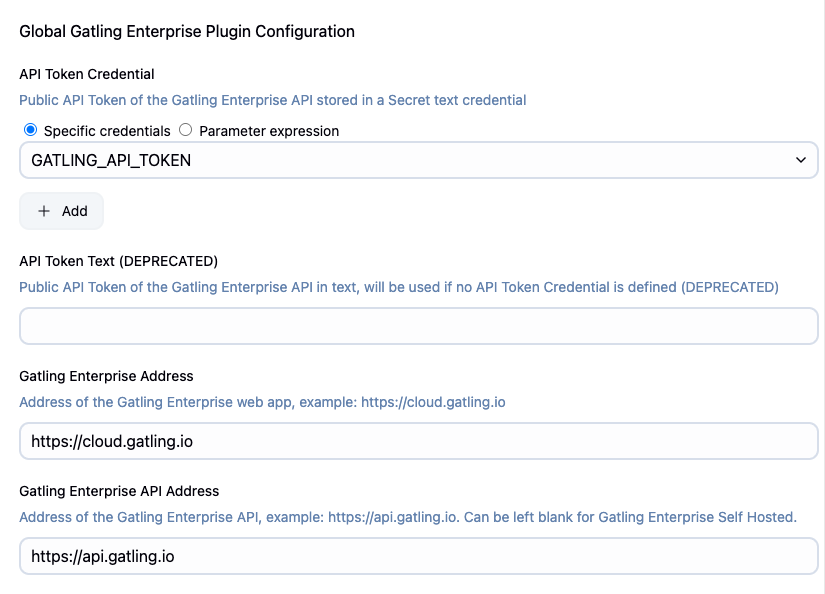 Global Gatling Enterprise Plugin Configuration
API Token Credential
Public API Token of the Gatling Enterprise API stored in a Secret text credential
Specific credentials Parameter expression
GATLING_API_TOKEN
Add
API Token Text (DEPRECATED)
Public API Token of the Gatling Enterprise API in text, will be used if no API Token Credential is defined (DEPRECATED)
Gatling Enterprise Address
Address of the Gatling Enterprise web app, example: https://cloud.gatling.io
https://cloud.gatling.io
Gatling Enterprise API Address
Address of the Gatling Enterprise API, example: https://api.gatling.io. Can be left blank for Gatling Enterprise Self Hosted.
https://api.gatling.io